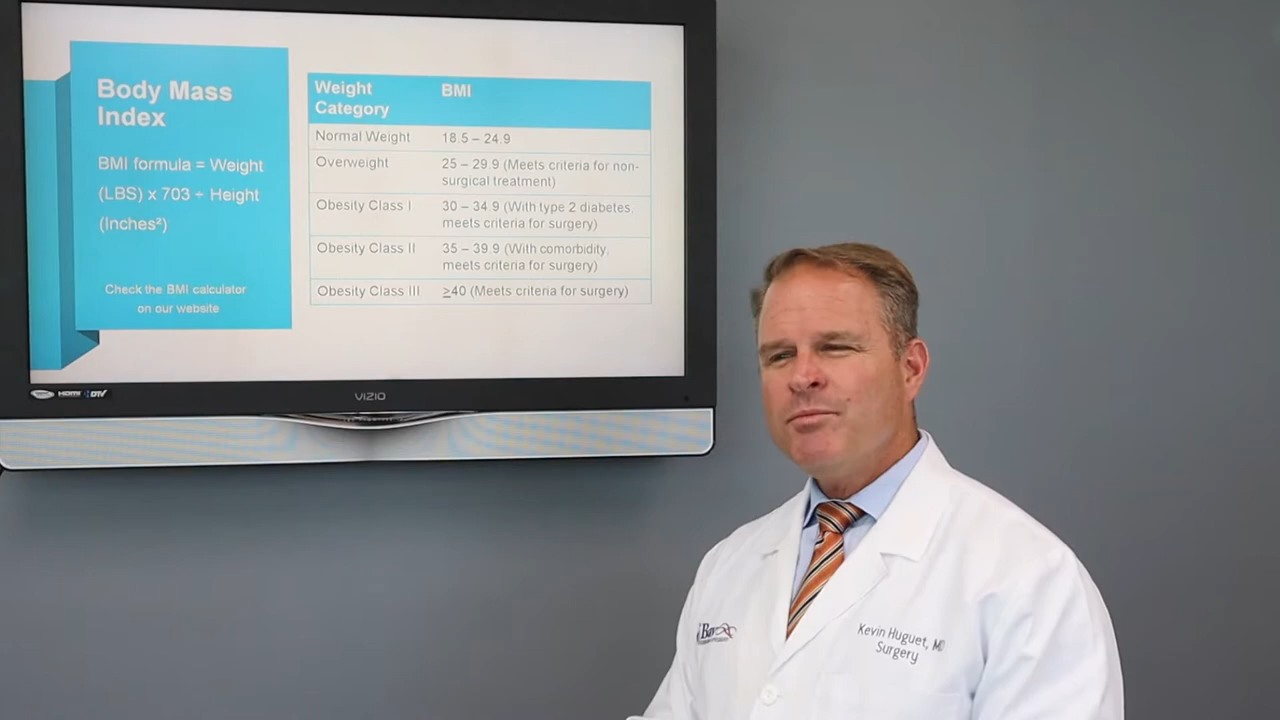 Body Mass
Index
BMI formula = Weight
(LBS) x 703 ÷ Height
(Inches²)
Check the BMI calculator
on our website
Weight
Category
BMI
Normal Weight
18.5 – 24.9
Overweight
25 – 29.9 (Meets criteria for non-
surgical treatment)
Obesity Class I
30 – 34.9 (With type 2 diabetes,
meets criteria for surgery)
Obesity Class II
35 – 39.9 (With comorbidity,
meets criteria for surgery)
Obesity Class III
≥40 (Meets criteria for surgery)
HDMI
DTV
VIZIO
Bay
Kevin Huguet, MD
Surgery